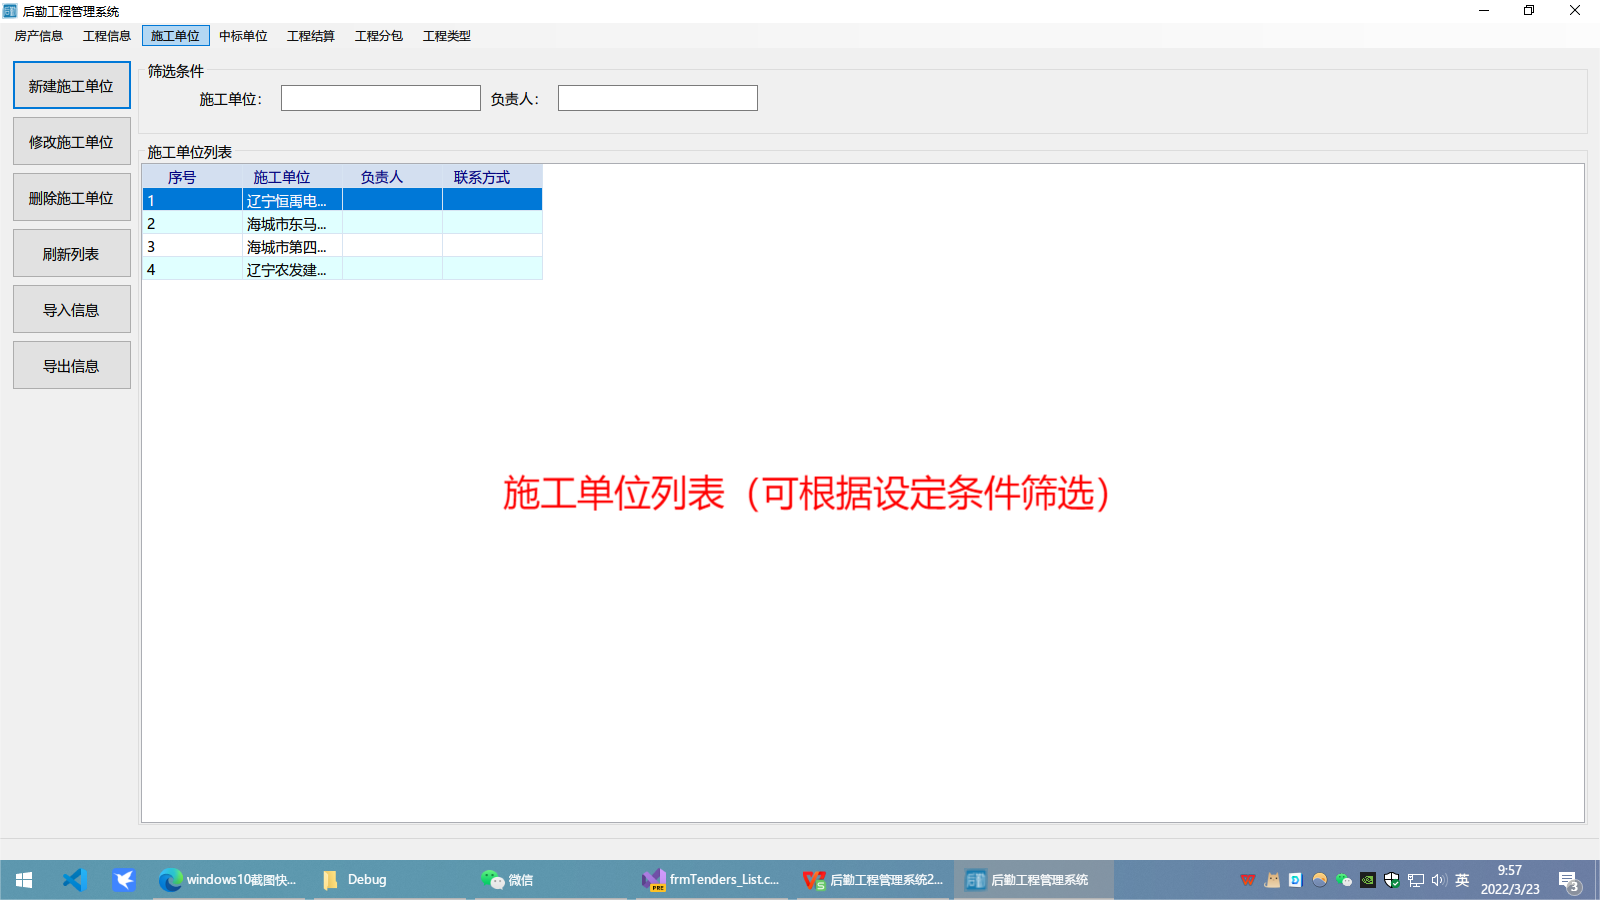 后勤工程管理系统
房产信息 工程信息 施工单位 中标单位 工程结算 工程分包 工程类型
新建施工单位
修改施工单位
删除施工单位
刷新列表
导入信息
导出信息
筛选条件
施工单位： 负责人：
施工单位列表
序号 施工单位 负责人 联系方式
1 辽宁恒禹电...
2 海城市东马...
3 海城市第四...
4 辽宁农发建...
施工单位列表（可根据设定条件筛选）
windows10截图快... Debug 微信 frmTenders_List.c... 后勤工程管理系统2... 后勤工程管理系统 英 9:57
2022/3/23 3